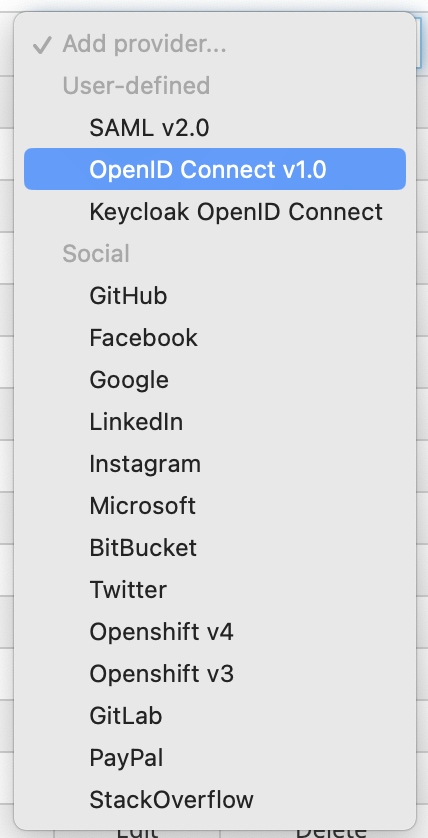 Add provider...
User-defined
SAML v2.0
OpenID Connect v1.0
Keycloak OpenID Connect
Social
GitHub
Facebook
Google
LinkedIn
Instagram
Microsoft
BitBucket
Twitter
Openshift v4
Openshift v3
GitLab
PayPal
StackOverflow
Edit Delete